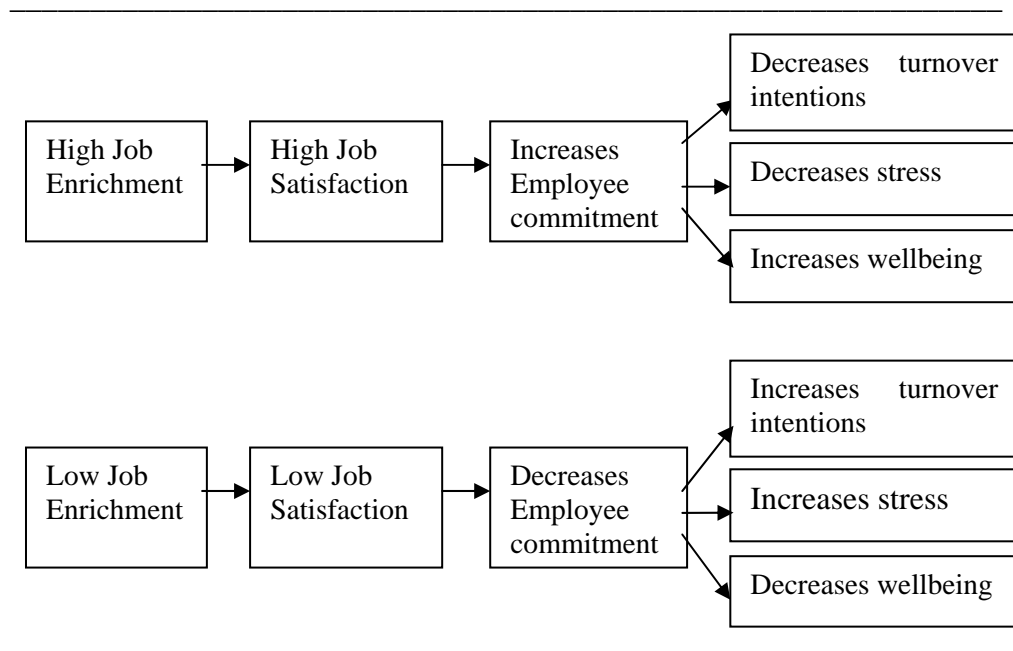 High Job
Enrichment
High Job
Satisfaction
Increases
Employee
commitment
Decreases turnover
intentions
Decreases stress
Increases wellbeing
Low Job
Enrichment
Low Job
Satisfaction
Decreases
Employee
commitment
Increases turnover
intentions
Increases stress
Decreases wellbeing